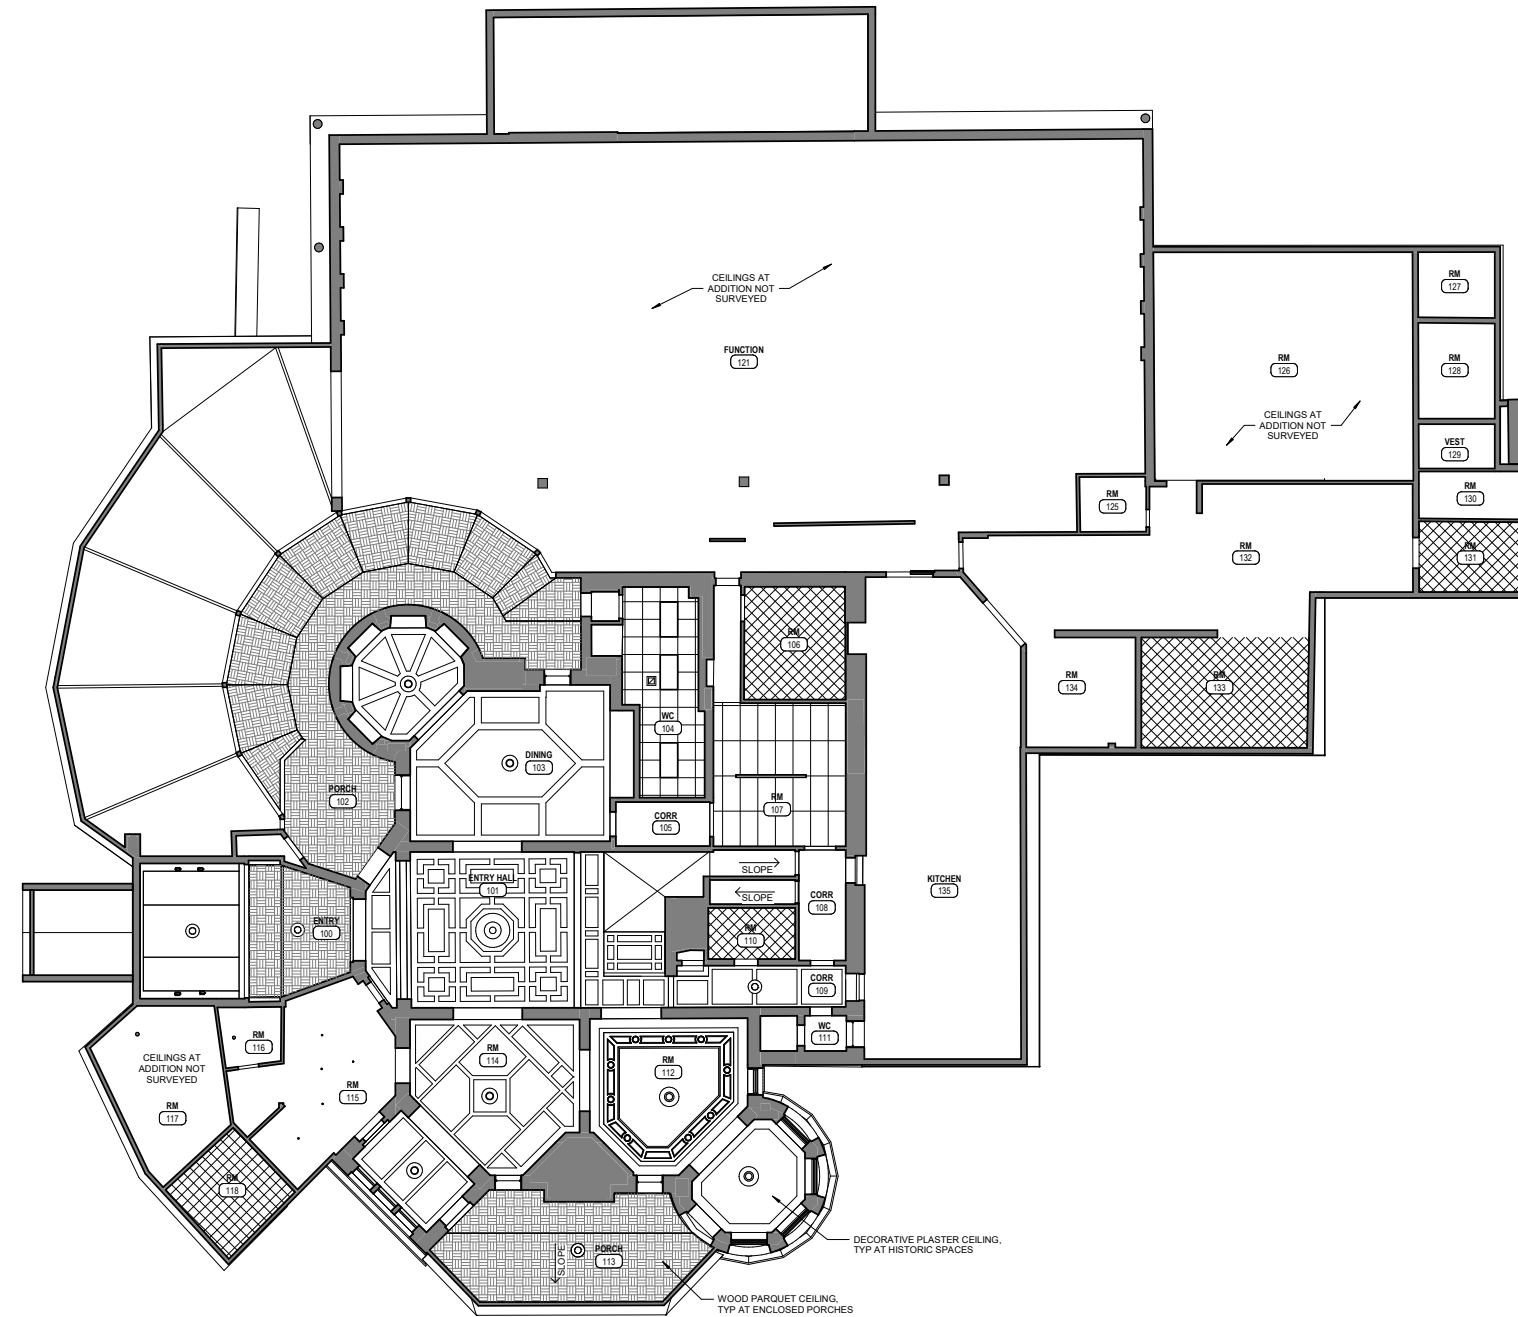 CEILINGS AT
ADDITION NOT
SURVEYED
FUNCTION
121
RM
126
CEILINGS AT
ADDITION NOT
SURVEYED
RM
127
RM
128
VEST
129
RM
130
RM
131
RM
125
RM
132
RM
133
RM
134
RM
106
WC
104
DINING
103
PORCH
102
CORR
105
RM
107
ENTRY HALL
101
SLOPE
SLOPE
CORR
108
KITCHEN
135
ENTRY
100
RM
110
CORR
109
WC
111
RM
116
CEILINGS AT
ADDITION NOT
SURVEYED
RM
117
RM
115
RM
114
RM
112
RM
118
SLOPE
PORCH
113
DECORATIVE PLASTER CEILING,
TYP AT HISTORIC SPACES
WOOD PARQUET CEILING,
TYP AT ENCLOSED PORCHES